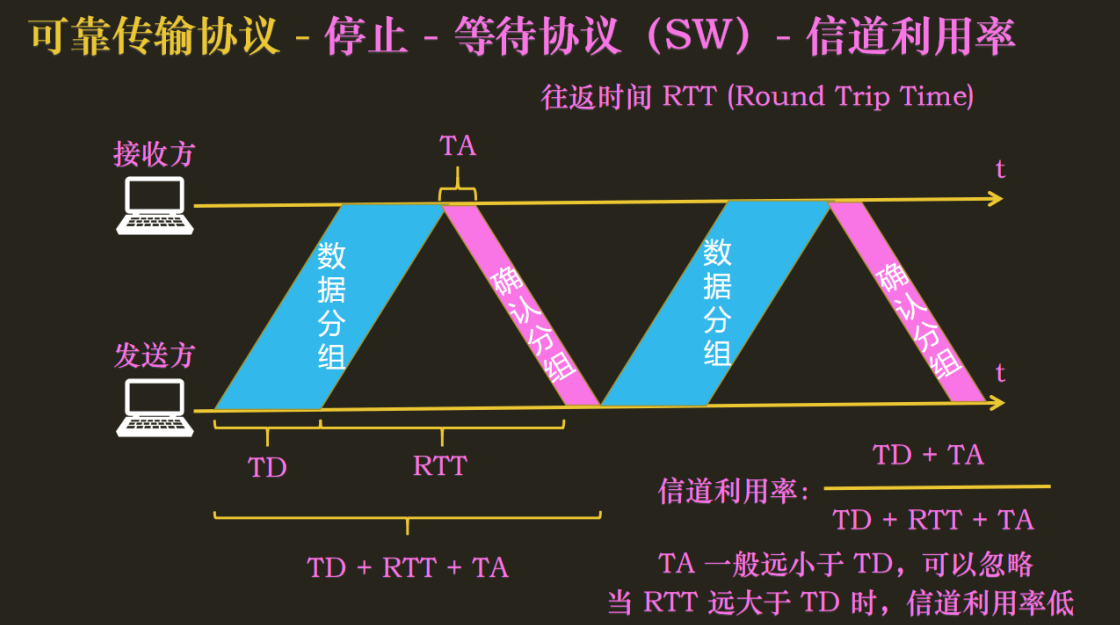 可靠传输协议 - 停止 - 等待协议（SW）- 信道利用率
往返时间 RTT (Round Trip Time)
TA
接收方
t
数据分组
确认分组
数据分组
确认分组
发送方
t
TD
RTT
TD + RTT + TA
信道利用率:
TD + TA
TD + RTT + TA
TA 一般远小于 TD，可以忽略
当 RTT 远大于 TD 时，信道利用率低